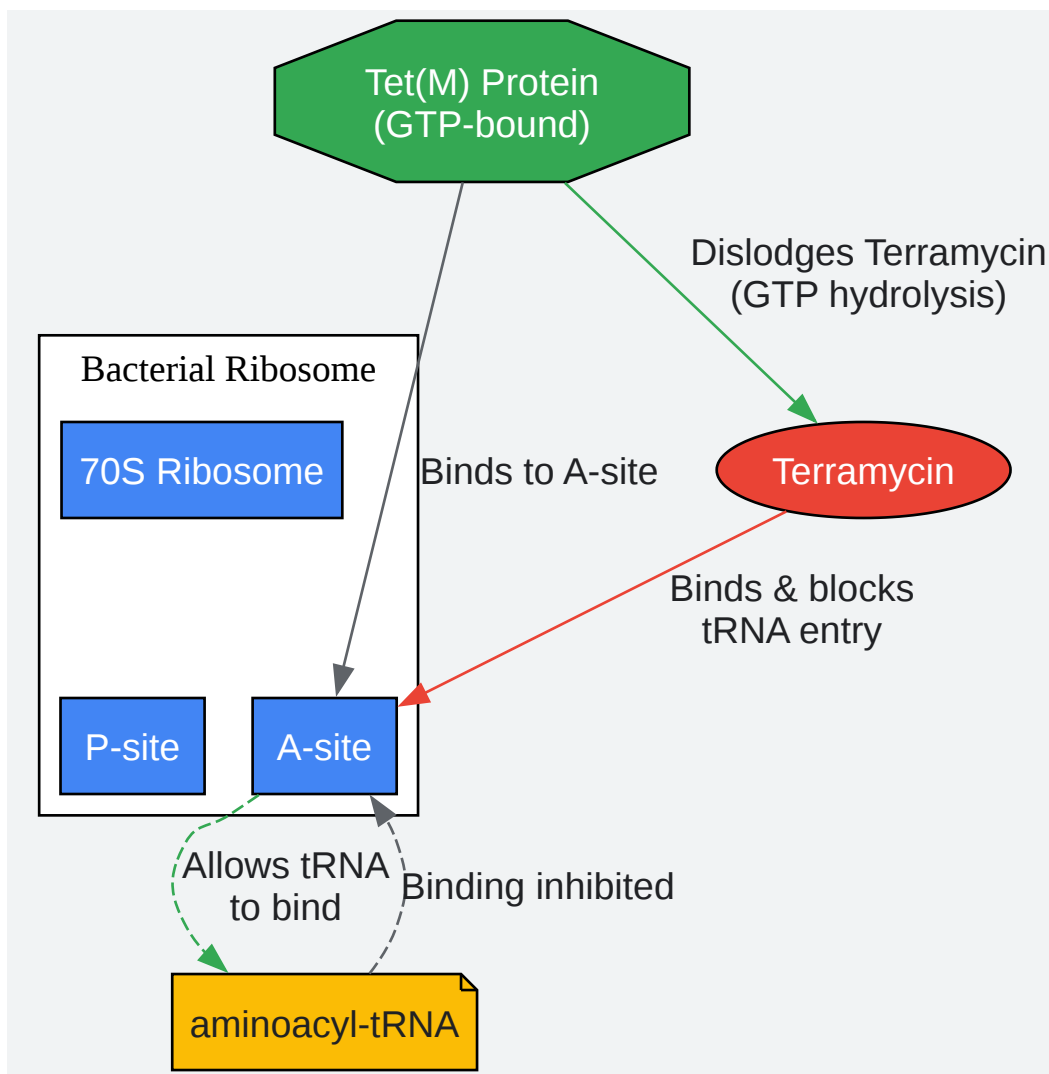 Tet(M) Protein
(GTP-bound)
Dislodges Terramycin
(GTP hydrolysis)
Bacterial Ribosome
70S Ribosome
Binds to A-site
Terramycin
Binds & blocks
tRNA entry
P-site
A-site
Allows tRNA
to bind
Binding inhibited
aminoacyl-tRNA